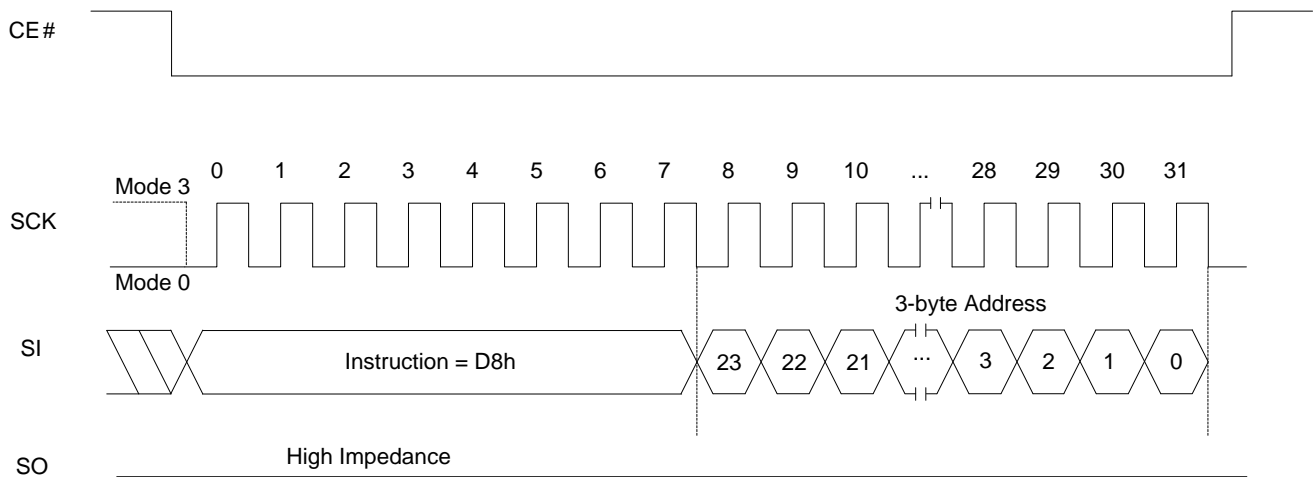 CE#
0 1 2 3 4 5 6 7 8 9 10 ... 28 29 30 31
Mode 3
SCK
Mode 0
3-byte Address
SI
Instruction = D8h 23 22 21 ... 3 2 1 0
High Impedance
SO